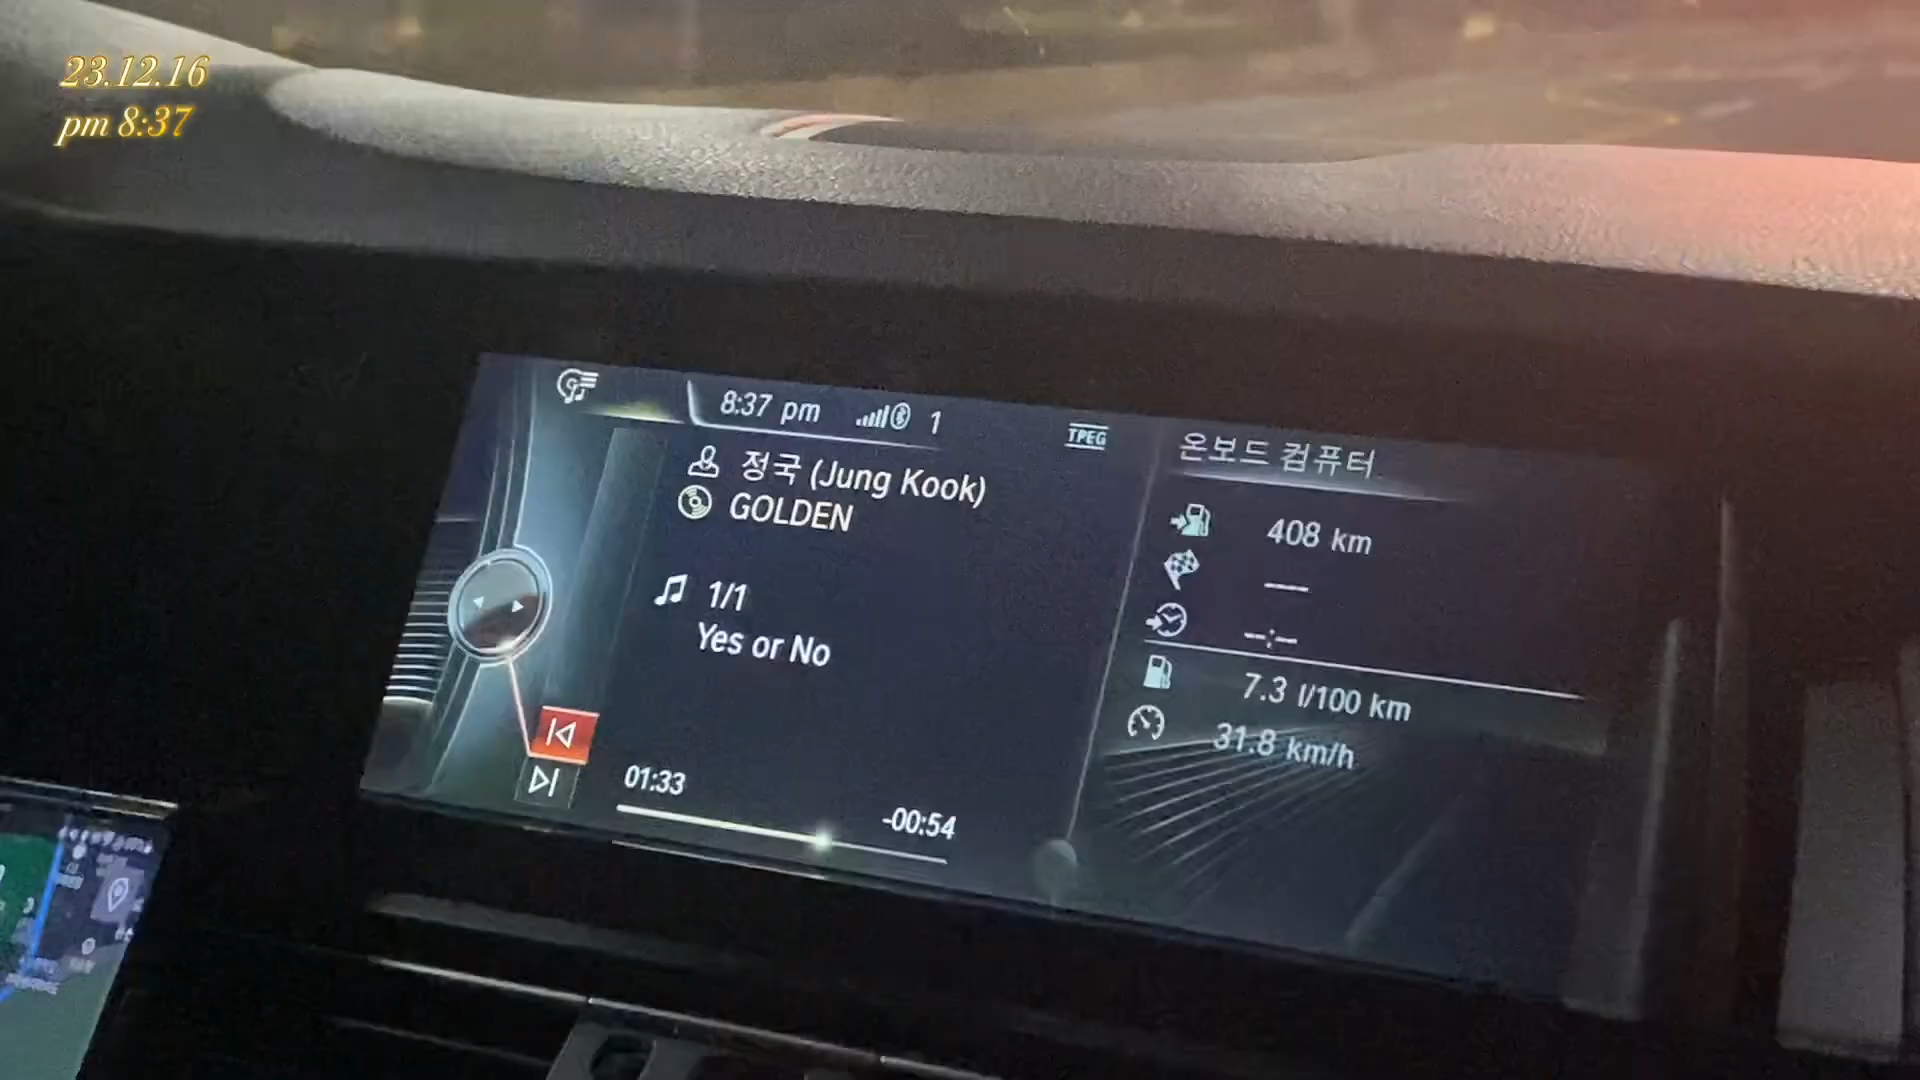 23.12.16
pm 8:37
8:37 pm
1
TPEG
정국 (Jung Kook)
GOLDEN
1/1
Yes or No
01:33
-00:54
온보드 컴퓨터
408 km
---
--:--
7.3 l/100 km
31.8 km/h